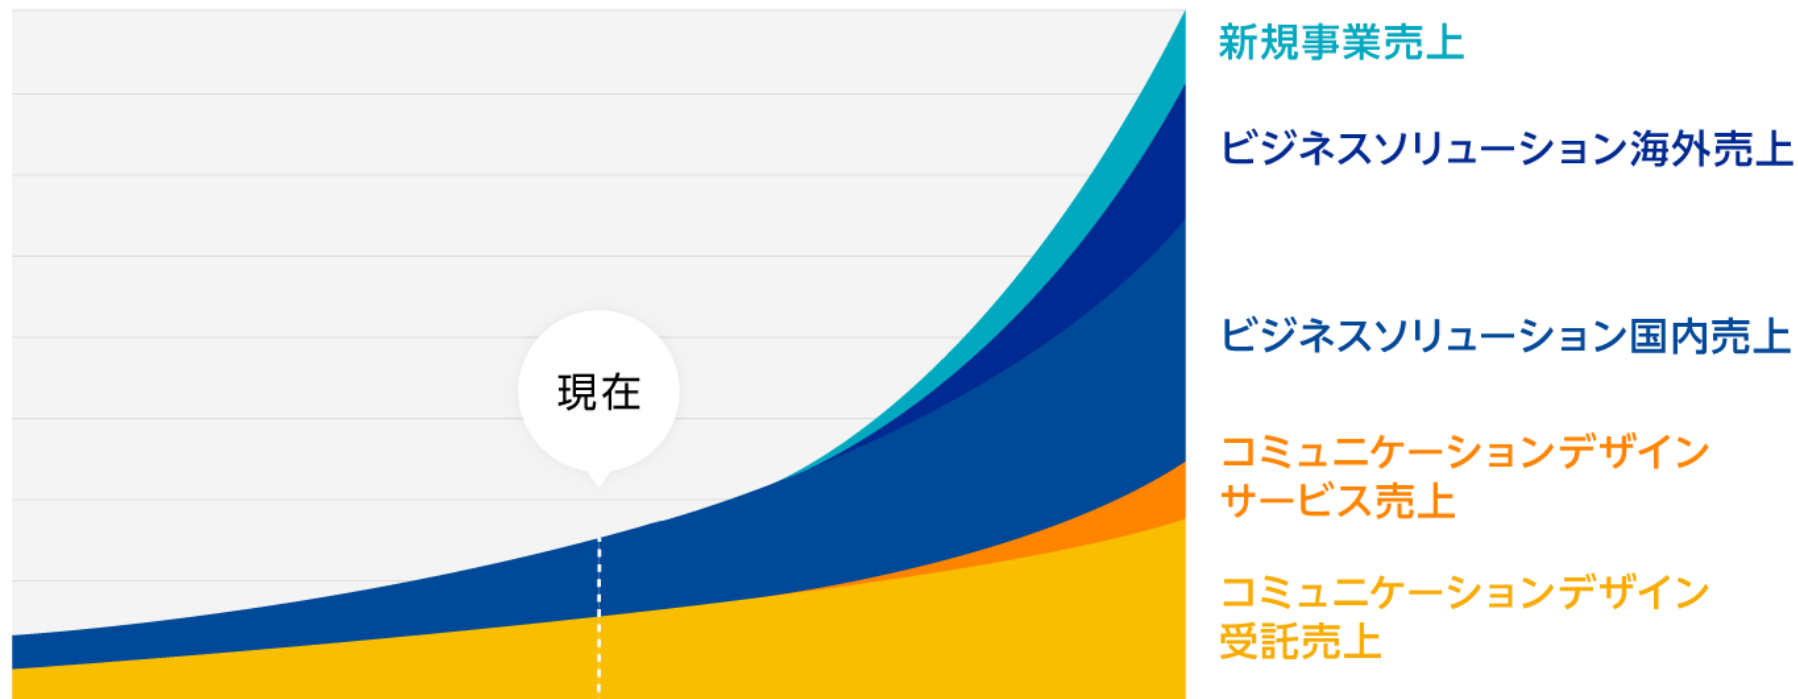 新規事業売上
ビジネスソリューション海外売上
現在
ビジネスソリューション国内売上
コミュニケーションデザイン
サービス売上
コミュニケーションデザイン
受託売上